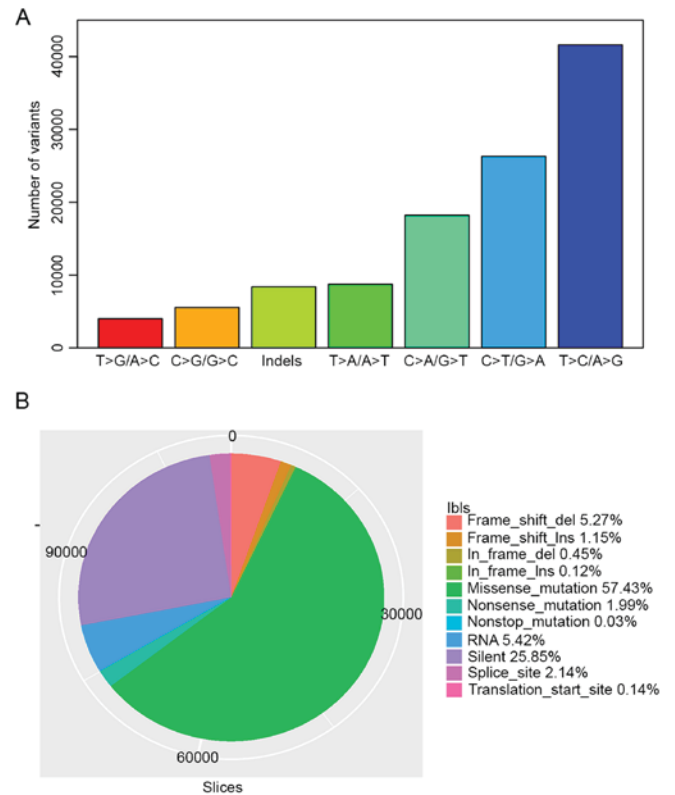 A
Number of variants
40000
30000
20000
10000
0
T>G/A>C C>G/G>C Indels T>A/A>T C>A/G>T C>T/G>A T>C/A>G
B
0
30000
60000
90000
-
Slices
lbls
Frame_shift_del 5.27%
Frame_shift_Ins 1.15%
In_frame_del 0.45%
In_frame_Ins 0.12%
Missense_mutation 57.43%
Nonsense_mutation 1.99%
Nonstop_mutation 0.03%
RNA 5.42%
Silent 25.85%
Splice_site 2.14%
Translation_start_site 0.14%